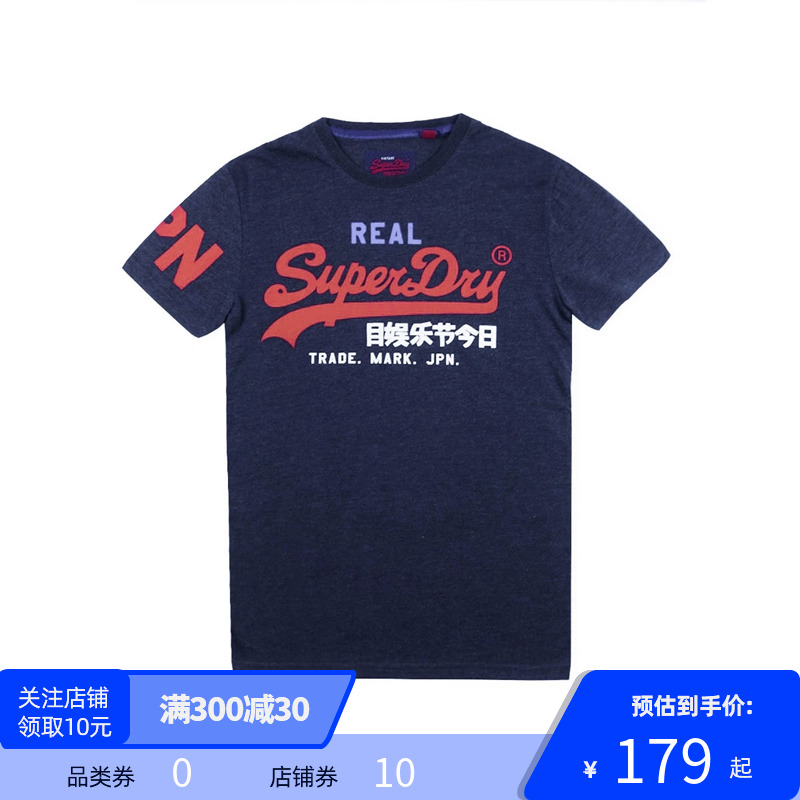 REAL
SuperDry
®
目娱乐节今日
TRADE. MARK. JPN.
PN
SuperDry
关注店铺
领取10元
满300减30
品类券 0 店铺券 10
预估到手价:
¥ 179 起